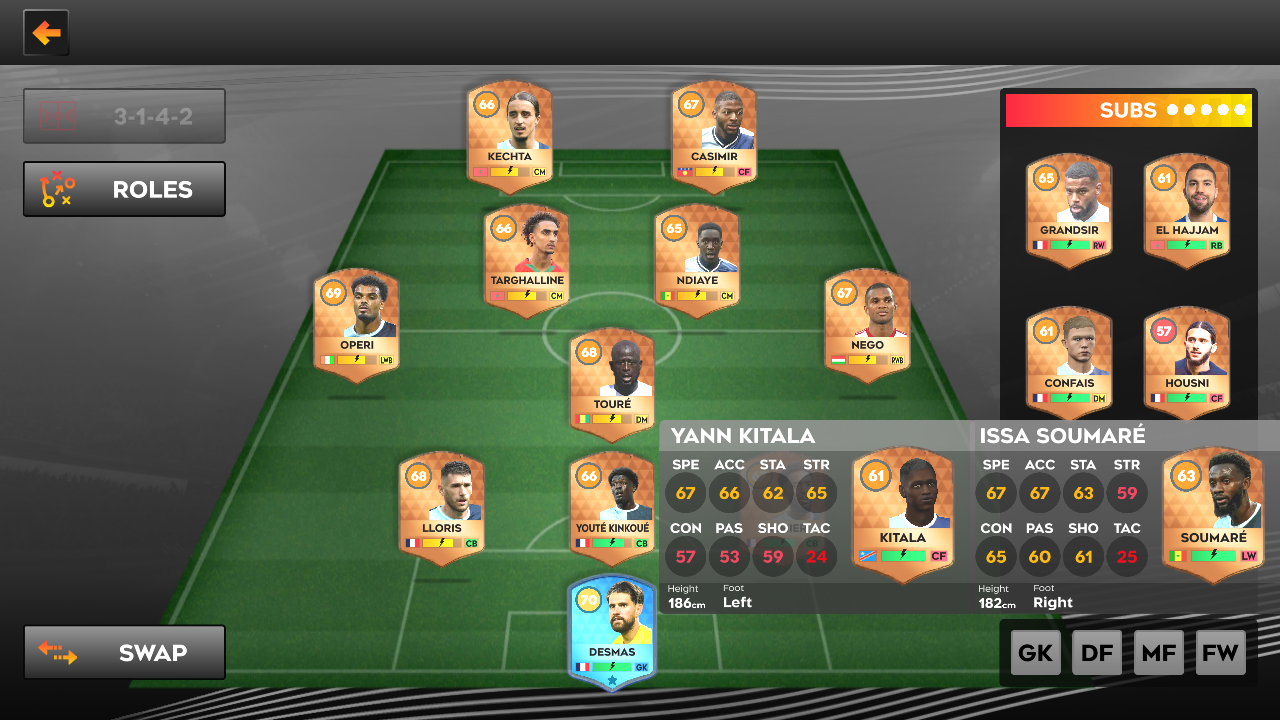 3-1-4-2
ROLES
SWAP
66
KECHTA
CM
67
CASIMIR
CF
66
TARGHALLINE
CM
65
NDIAYE
CM
69
OPERI
LWB
67
NEGO
RWB
68
TOURÉ
DM
68
LLORIS
CB
66
YOUTÉ KINKOUÉ
CB
70
DESMAS
GK
SUBS
65
GRANDSIR
RW
61
EL HAJJAM
RB
61
CONFAIS
DM
57
HOUSNI
CF
YANN KITALA
SPE ACC STA STR
67 66 62 65
CON PAS SHO TAC
57 53 59 24
Height Foot
186cm Left
61
KITALA
CF
ISSA SOUMARÉ
SPE ACC STA STR
67 67 63 59
CON PAS SHO TAC
65 60 61 25
Height Foot
182cm Right
63
SOUMARÉ
LW
GK DF MF FW